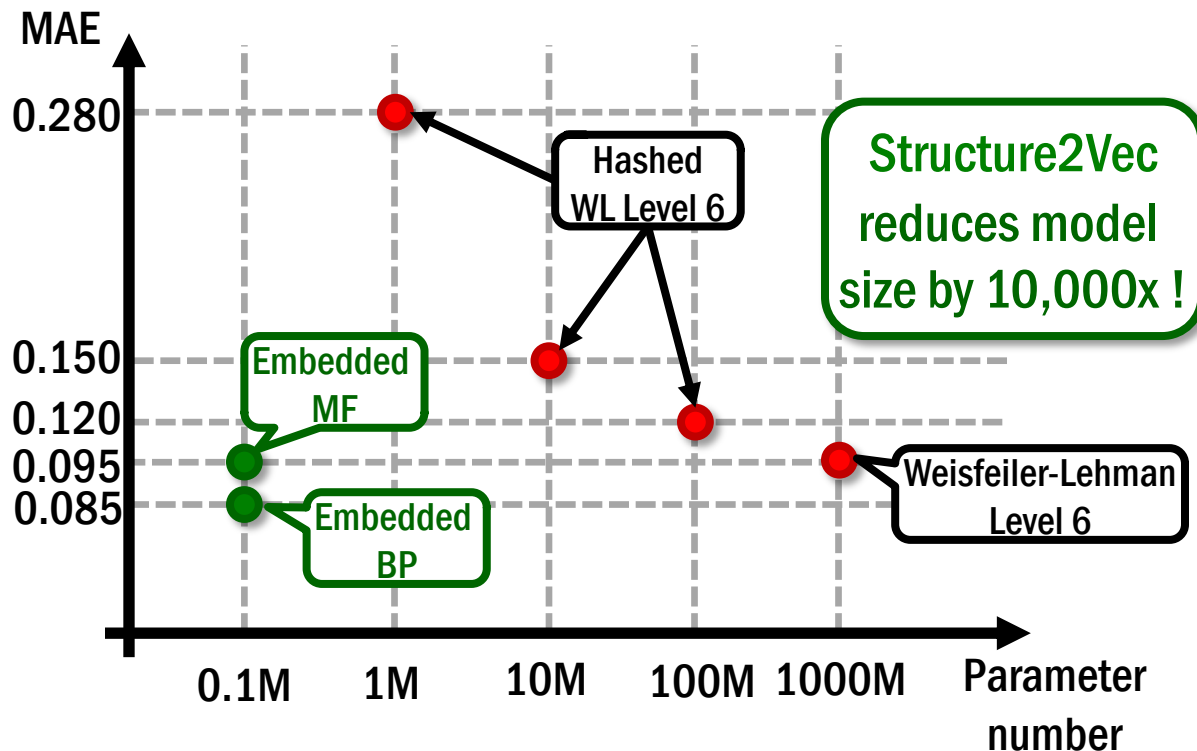 MAE
0.280
0.150
0.120
0.095
0.085
Hashed
WL Level 6
Structure2Vec
reduces model
size by 10,000x !
Embedded
MF
Embedded
BP
Weisfeiler-Lehman
Level 6
0.1M
1M
10M
100M
1000M
Parameter
number